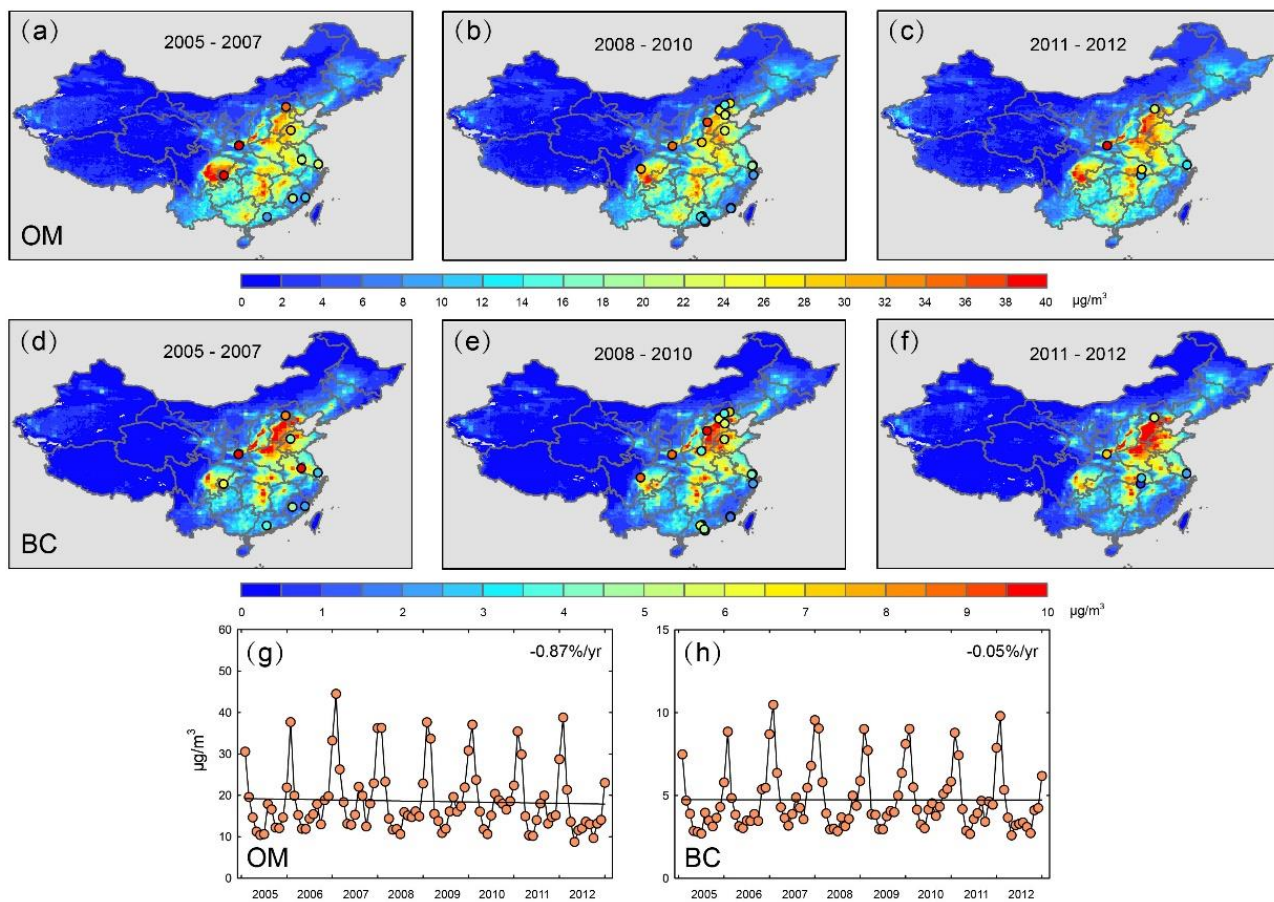 (a) 2005 - 2007
OM
(b) 2008 - 2010
(c) 2011 - 2012
0 2 4 6 8 10 12 14 16 18 20 22 24 26 28 30 32 34 36 38 40 μg/m³
(d) 2005 - 2007
BC
(e) 2008 - 2010
(f) 2011 - 2012
0 1 2 3 4 5 6 7 8 9 10 μg/m³
(g) -0.87%/yr
μg/m³
60
50
40
30
20
10
0
OM
2005 2006 2007 2008 2009 2010 2011 2012
(h) -0.05%/yr
15
10
5
0
BC
2005 2006 2007 2008 2009 2010 2011 2012